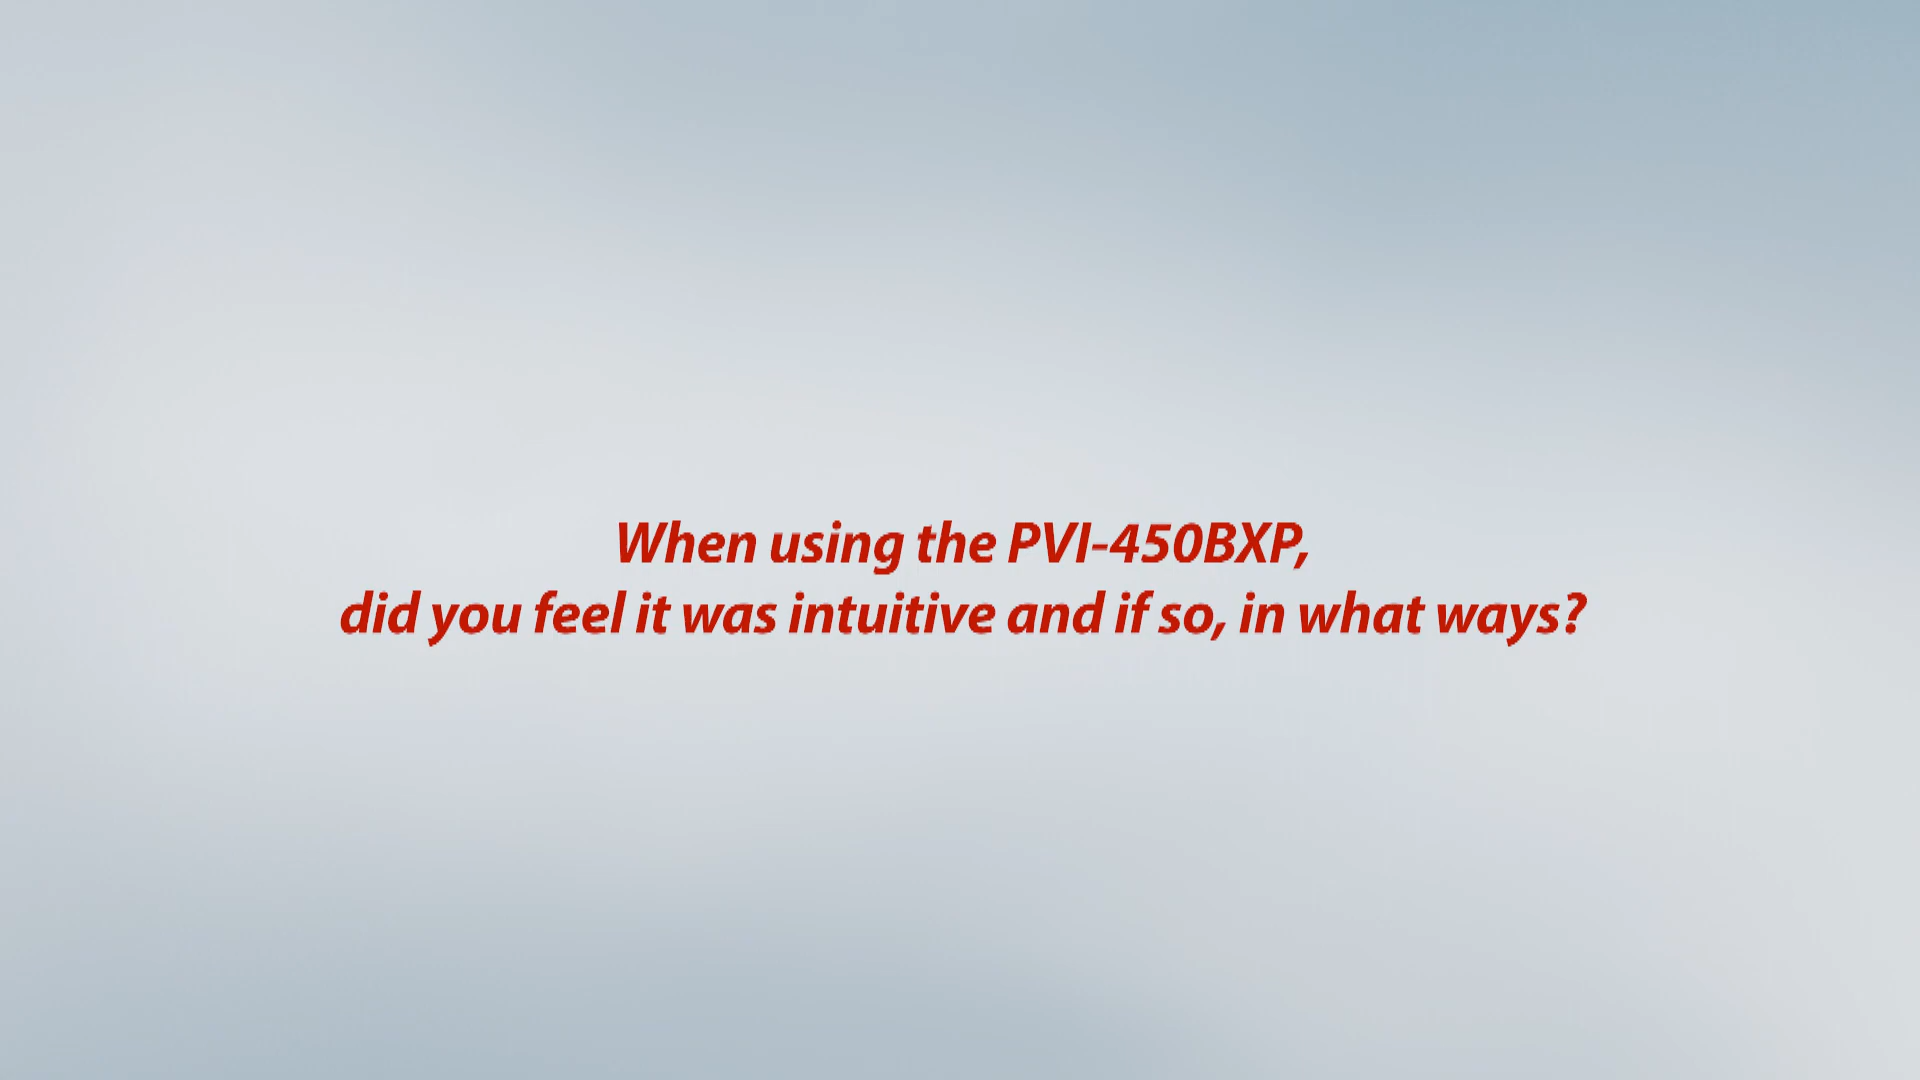 When using the PVI-450BXP,
did you feel it was intuitive and if so, in what ways?